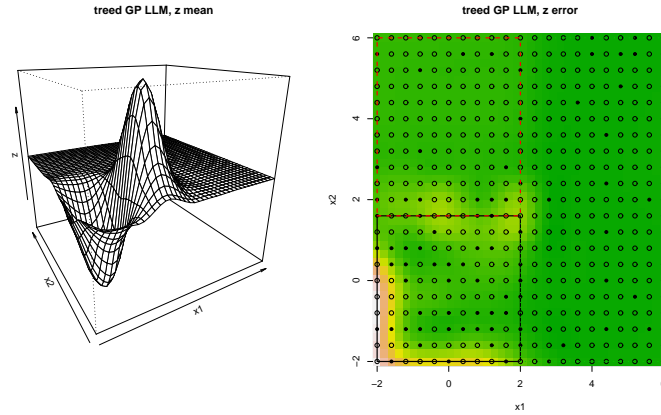 treed GP LLM, z mean
z
x2
x1
treed GP LLM, z error
6
4
2
0
−2
x2
−2 0 2 4
x1